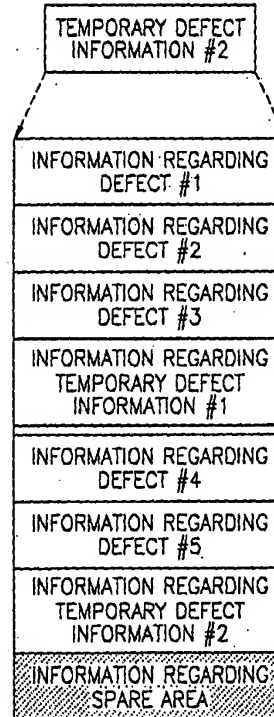 TEMPORARY DEFECT
INFORMATION #2
INFORMATION REGARDING
DEFECT #1
INFORMATION REGARDING
DEFECT #2
INFORMATION REGARDING
DEFECT #3
INFORMATION REGARDING
TEMPORARY DEFECT
INFORMATION #1
INFORMATION REGARDING
DEFECT #4
INFORMATION REGARDING
DEFECT #5
INFORMATION REGARDING
TEMPORARY DEFECT
INFORMATION #2
INFORMATION REGARDING
SPARE AREA